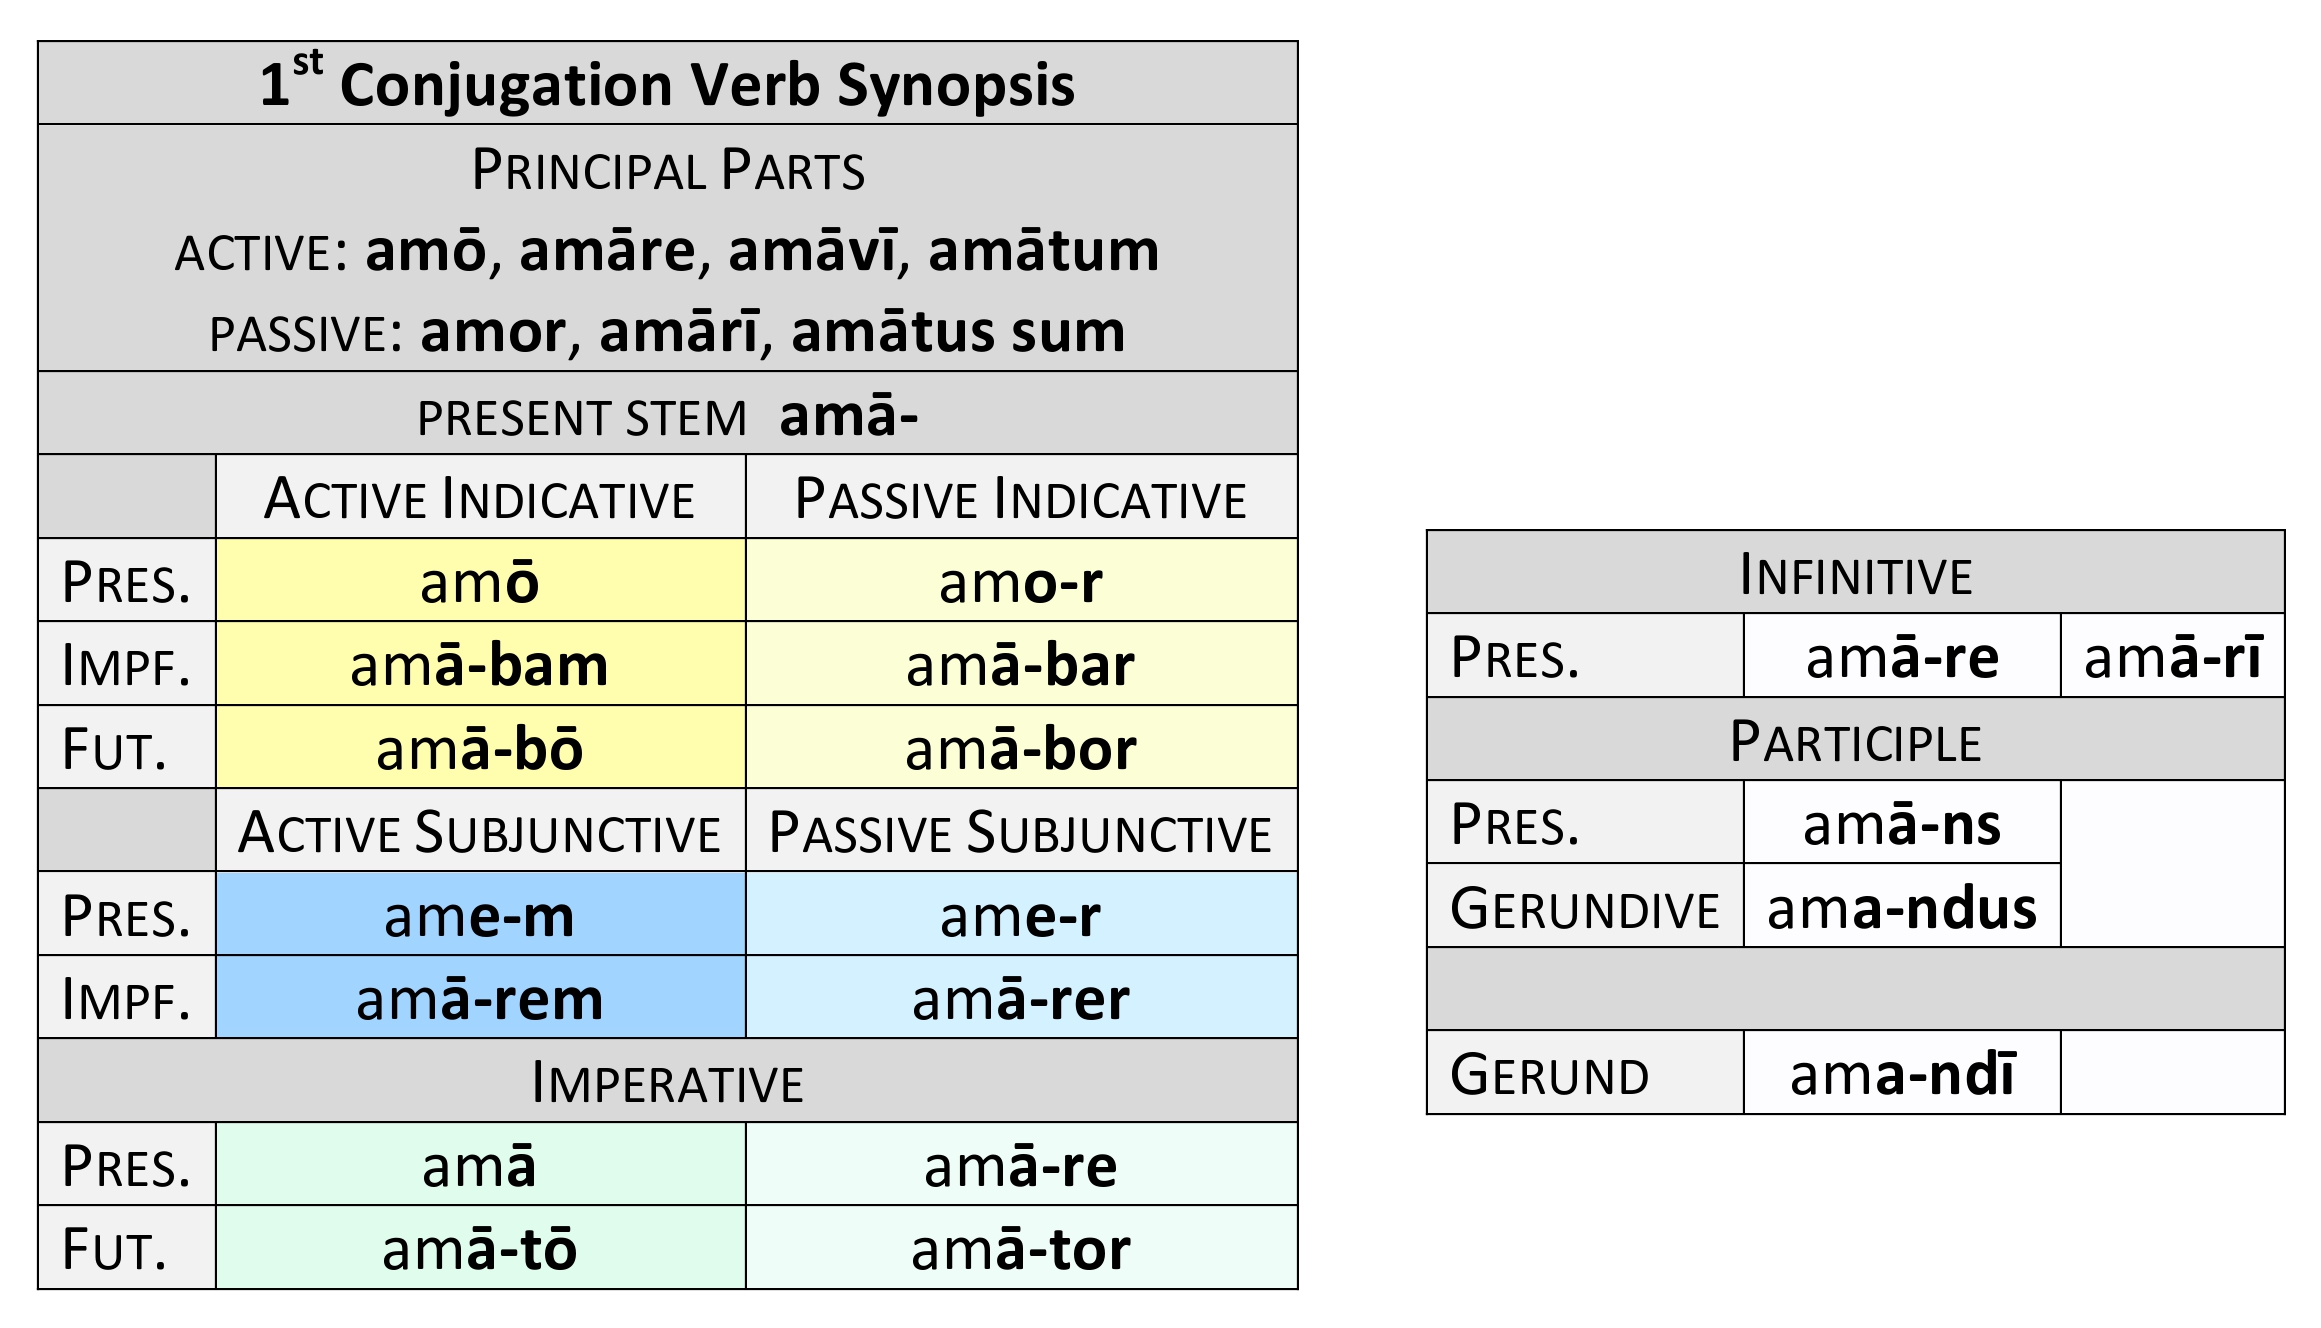 1st Conjugation Verb Synopsis
PRINCIPAL PARTS
ACTIVE: amō, amāre, amāvī, amātum
PASSIVE: amor, amārī, amātus sum
PRESENT STEM amā-
ACTIVE INDICATIVE PASSIVE INDICATIVE
PRES. amō amo-r
IMPF. amā-bam amā-bar
FUT. amā-bō amā-bor
ACTIVE SUBJUNCTIVE PASSIVE SUBJUNCTIVE
PRES. ame-m ame-r
IMPF. amā-rem amā-rer
IMPERATIVE
PRES. amā amā-re
FUT. amā-tō amā-tor
INFINITIVE
PRES. amā-re amā-rī
PARTICIPLE
PRES. amā-ns
GERUNDIVE ama-ndus
GERUND ama-ndī